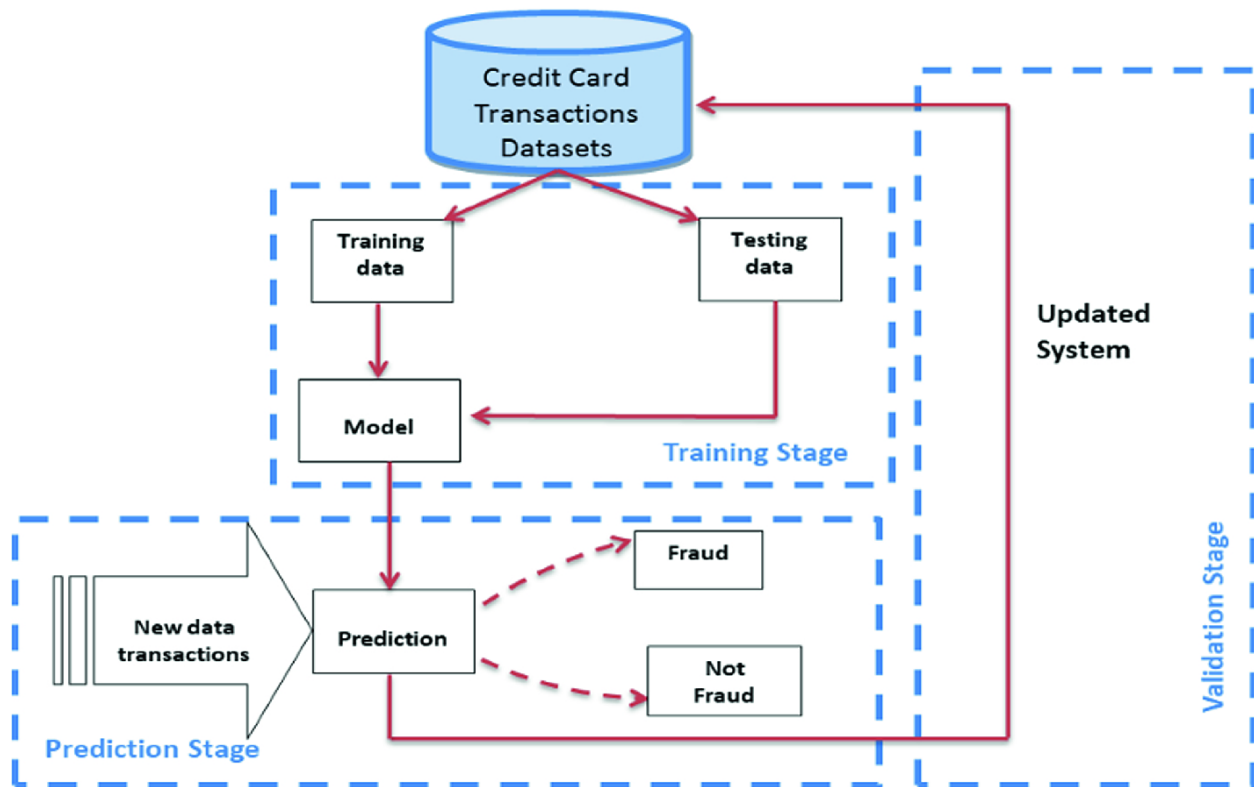 Credit Card
Transactions
Datasets
Training
data
Testing
data
Updated
System
Model
Training Stage
Fraud
New data
transactions
Prediction
Not
Fraud
Prediction Stage
Validation Stage